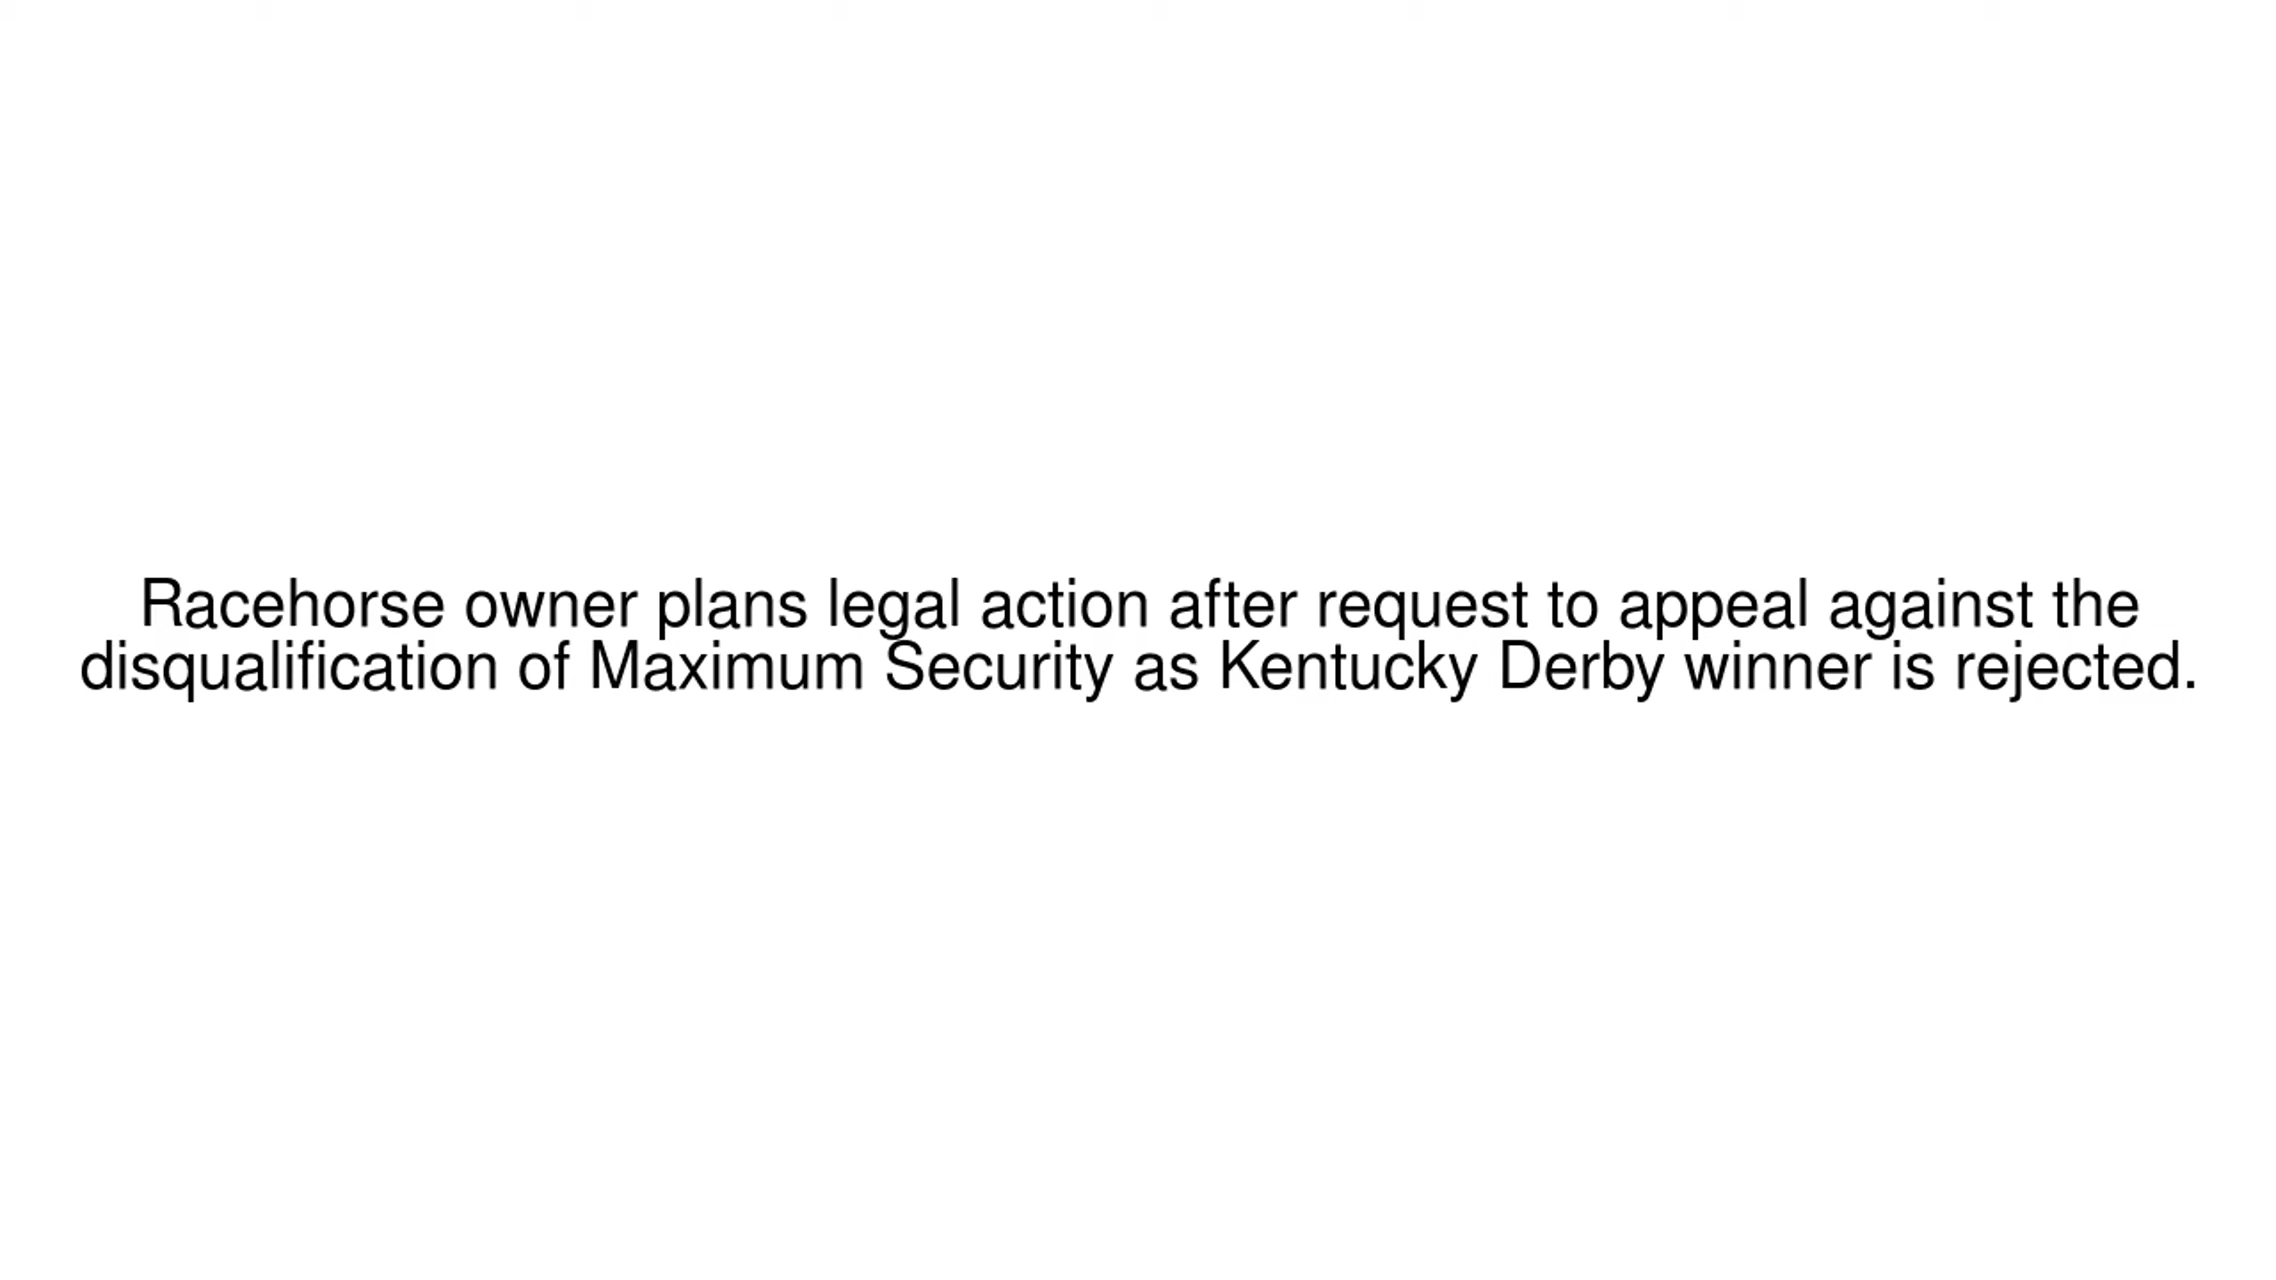 Racehorse owner plans legal action after request to appeal against the
disqualification of Maximum Security as Kentucky Derby winner is rejected.